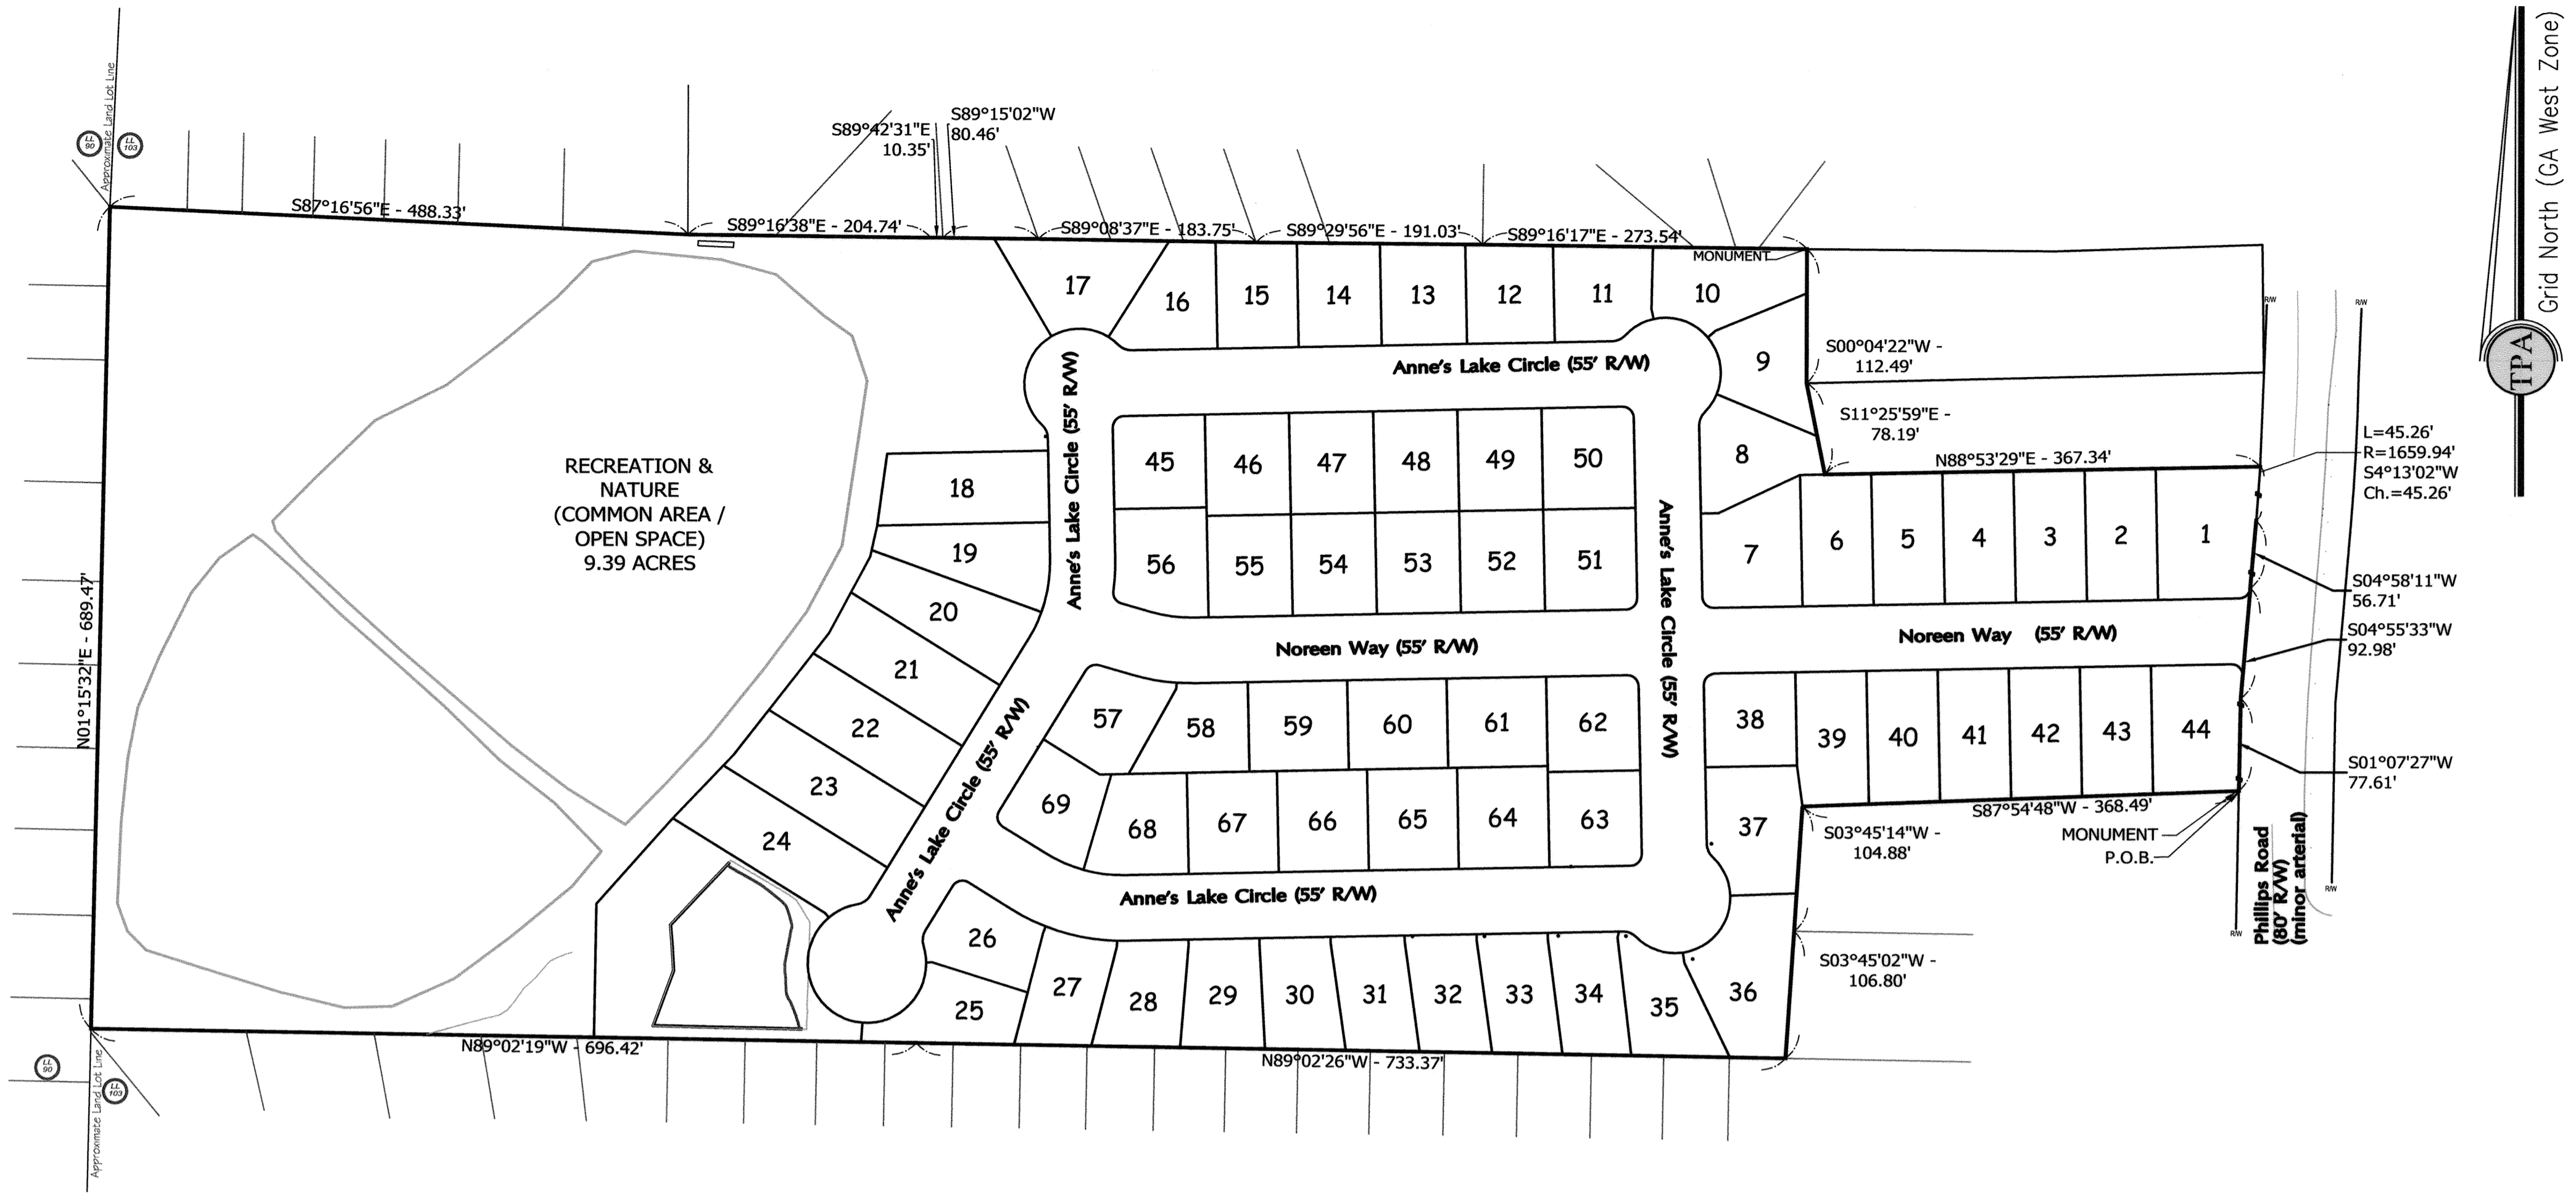 Grid North (GA West Zone)
TPA
Approximate Land Lot Line
LL
90
LL
103
S89°42'31"E
10.35'
S89°15'02"W
80.46'
S87°16'56"E - 488.33'
S89°16'38"E - 204.74'
S89°08'37"E - 183.75'
S89°29'56"E - 191.03'
S89°16'17"E - 273.54'
MONUMENT
17
16
15
14
13
12
11
10
9
8
R/W
R/W
S00°04'22"W -
112.49'
S11°25'59"E -
78.19'
N88°53'29"E - 367.34'
L=45.26'
R=1659.94'
S4°13'02"W
Ch.=45.26'
Anne's Lake Circle (55' R/W)
Anne's Lake Circle (55' R/W)
RECREATION &
NATURE
(COMMON AREA /
OPEN SPACE)
9.39 ACRES
18
19
20
21
22
23
24
45
46
47
48
49
50
56
55
54
53
52
51
Anne's Lake Circle (55' R/W)
7
6
5
4
3
2
1
S04°58'11"W
56.71'
S04°55'33"W
92.98'
Noreen Way (55' R/W)
Noreen Way (55' R/W)
N01°15'32"E - 689.47'
Anne's Lake Circle (55' R/W)
57
58
59
60
61
62
69
68
67
66
65
64
63
38
39
40
41
42
43
44
37
S01°07'27"W
77.61'
S87°54'48"W - 368.49'
MONUMENT
P.O.B.
S03°45'14"W -
104.88'
Phillips Road
(80' R/W)
(minor arterial)
R/W
R/W
Anne's Lake Circle (55' R/W)
26
25
27
28
29
30
31
32
33
34
35
36
S03°45'02"W -
106.80'
N89°02'19"W - 696.42'
N89°02'26"W - 733.37'
LL
90
LL
103
Approximate Land Lot Line